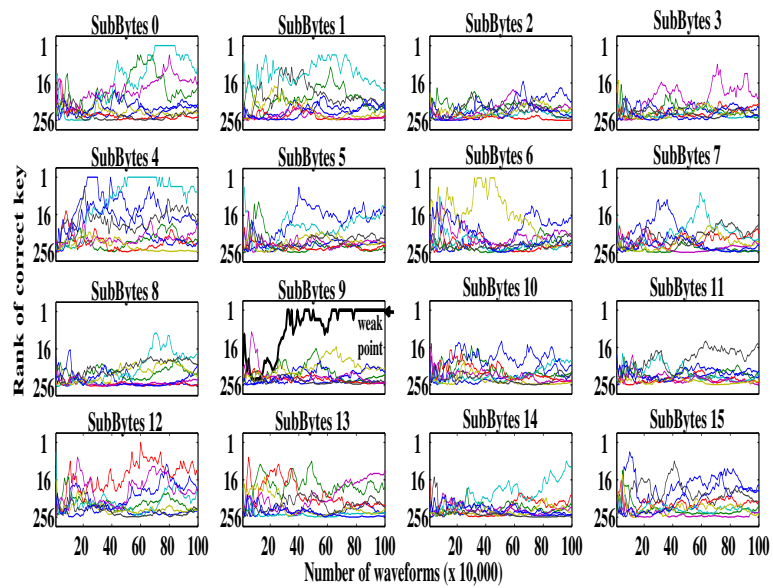 SubBytes 0 SubBytes 1 SubBytes 2 SubBytes 3
1 1 1 1
16 16 16 16
256 256 256 256
SubBytes 4 SubBytes 5 SubBytes 6 SubBytes 7
1 1 1 1
16 16 16 16
256 256 256 256
Rank of correct key
SubBytes 8 SubBytes 9 SubBytes 10 SubBytes 11
1 1 1 1
weak
point
16 16 16 16
256 256 256 256
SubBytes 12 SubBytes 13 SubBytes 14 SubBytes 15
1 1 1 1
16 16 16 16
256 256 256 256
20 40 60 80 100 20 40 60 80 100 20 40 60 80 100 20 40 60 80 100
Number of waveforms (x 10,000)